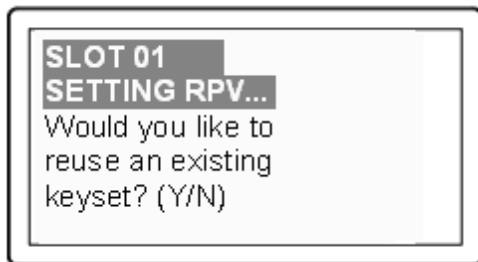 SLOT 01
SETTING RPV...
Would you like to
reuse an existing
keyset? (Y/N)